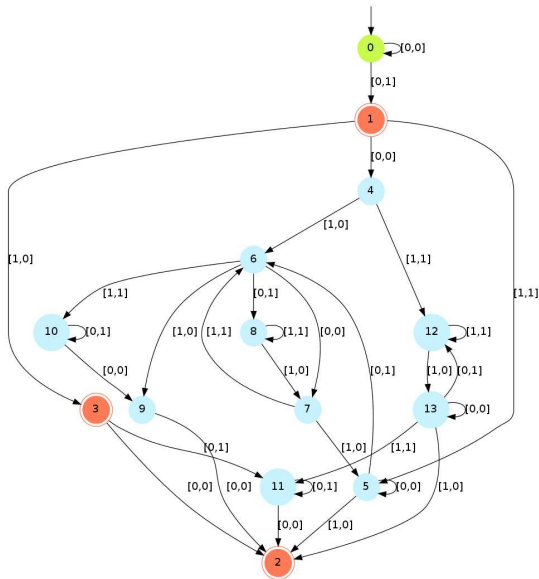 0 [0,0]
[0,1]
1
[0,0]
4
6 [1,0] [1,1]
[1,0] [1,1]
[1,1] [0,1]
10 [0,1] [1,0] 8 [1,1] [1,1] [0,0] 12 [1,1]
[0,0] [1,0] [1,0] [0,1]
3 9 7 13 [0,0]
[0,1] [1,0] [1,1]
[0,0] [0,0] 11 [0,1] 5 [0,0] [0,1] [1,0]
[0,0] [1,0]
2